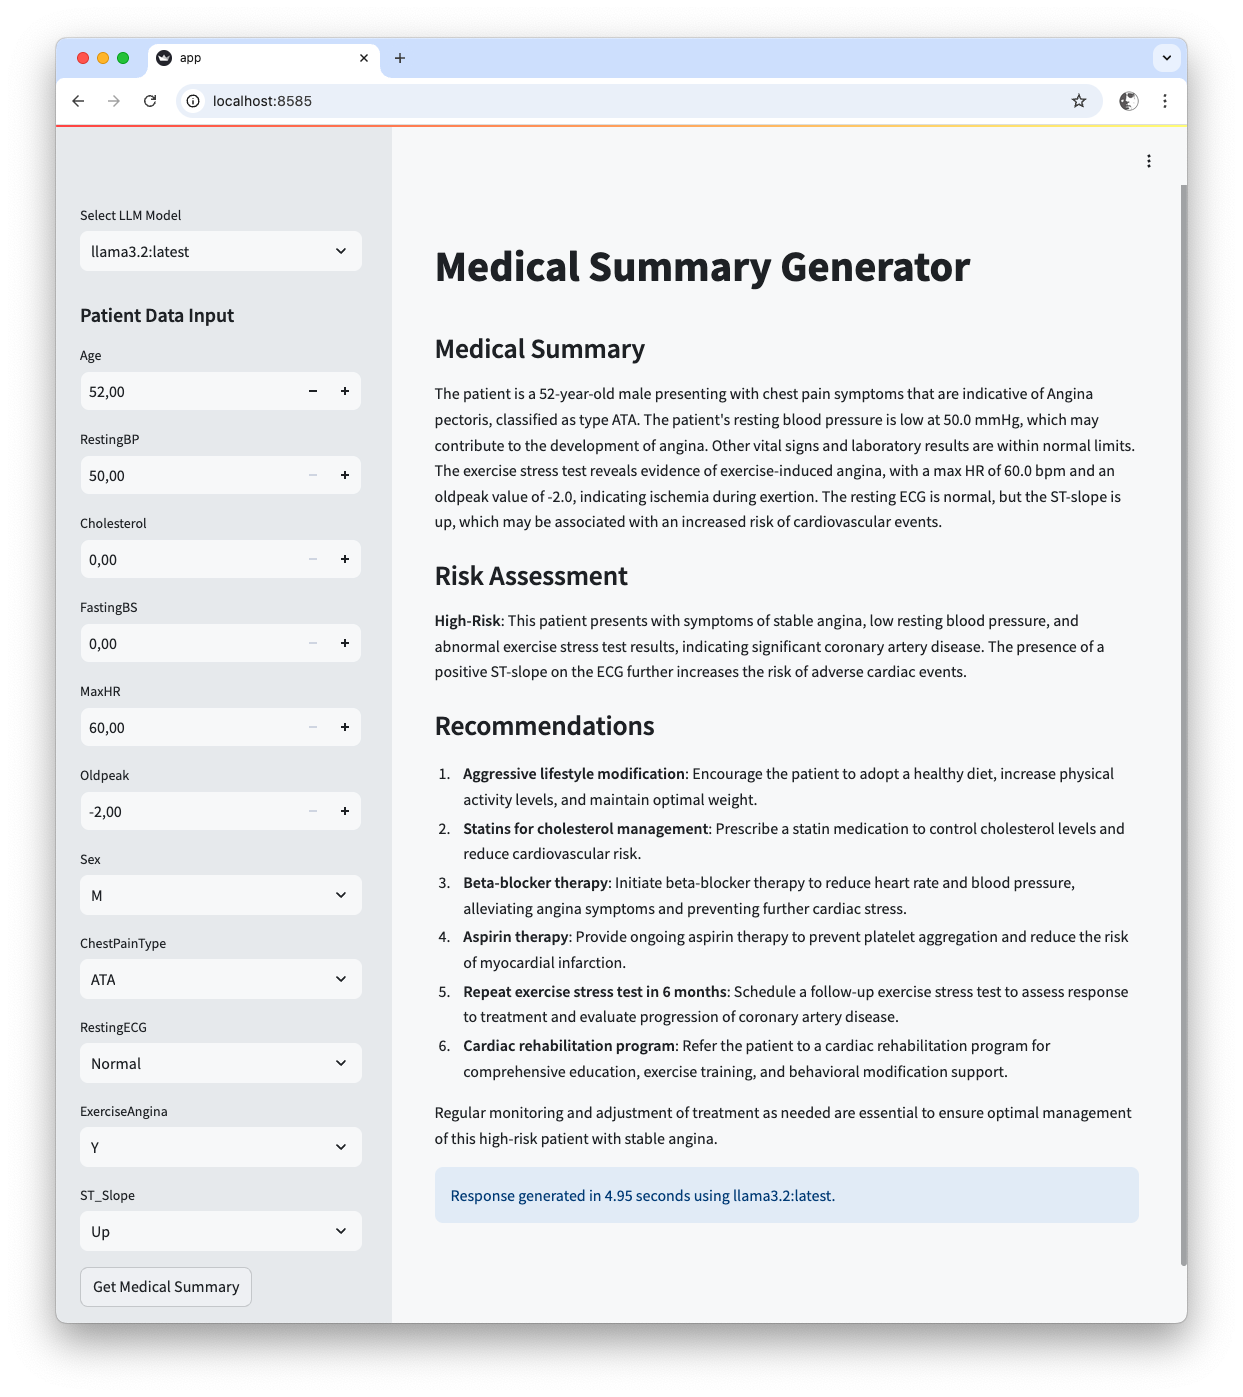 app
localhost:8585
Select LLM Model
llama3.2:latest
Patient Data Input
Age
52,00
RestingBP
50,00
Cholesterol
0,00
FastingBS
0,00
MaxHR
60,00
Oldpeak
-2,00
Sex
M
ChestPainType
ATA
RestingECG
Normal
ExerciseAngina
Y
ST_Slope
Up
Get Medical Summary
Medical Summary Generator
Medical Summary
The patient is a 52-year-old male presenting with chest pain symptoms that are indicative of Angina
pectoris, classified as type ATA. The patient's resting blood pressure is low at 50.0 mmHg, which may
contribute to the development of angina. Other vital signs and laboratory results are within normal limits.
The exercise stress test reveals evidence of exercise-induced angina, with a max HR of 60.0 bpm and an
oldpeak value of -2.0, indicating ischemia during exertion. The resting ECG is normal, but the ST-slope is
up, which may be associated with an increased risk of cardiovascular events.
Risk Assessment
High-Risk: This patient presents with symptoms of stable angina, low resting blood pressure, and
abnormal exercise stress test results, indicating significant coronary artery disease. The presence of a
positive ST-slope on the ECG further increases the risk of adverse cardiac events.
Recommendations
1. Aggressive lifestyle modification: Encourage the patient to adopt a healthy diet, increase physical
activity levels, and maintain optimal weight.
2. Statins for cholesterol management: Prescribe a statin medication to control cholesterol levels and
reduce cardiovascular risk.
3. Beta-blocker therapy: Initiate beta-blocker therapy to reduce heart rate and blood pressure,
alleviating angina symptoms and preventing further cardiac stress.
4. Aspirin therapy: Provide ongoing aspirin therapy to prevent platelet aggregation and reduce the risk
of myocardial infarction.
5. Repeat exercise stress test in 6 months: Schedule a follow-up exercise stress test to assess response
to treatment and evaluate progression of coronary artery disease.
6. Cardiac rehabilitation program: Refer the patient to a cardiac rehabilitation program for
comprehensive education, exercise training, and behavioral modification support.
Regular monitoring and adjustment of treatment as needed are essential to ensure optimal management
of this high-risk patient with stable angina.
Response generated in 4.95 seconds using llama3.2:latest.